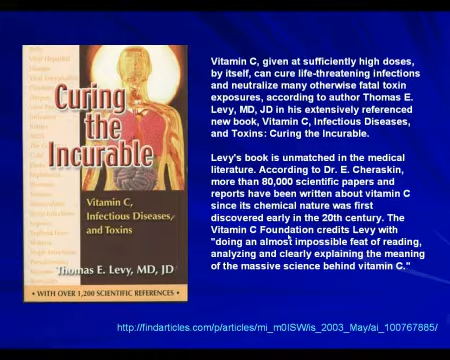 Curing
the
Incurable
Vitamin C,
Infectious Diseases,
and Toxins
Thomas E. Levy, MD, JD
• WITH OVER 1,200 SCIENTIFIC REFERENCES •
Vitamin C, given at sufficiently high doses,
by itself, can cure life-threatening infections
and neutralize many otherwise fatal toxin
exposures, according to author Thomas E.
Levy, MD, JD in his extensively referenced
new book, Vitamin C, Infectious Diseases,
and Toxins: Curing the Incurable.
Levy's book is unmatched in the medical
literature. According to Dr. E. Cheraskin,
more than 80,000 scientific papers and
reports have been written about vitamin C
since its chemical nature was first
discovered early in the 20th century. The
Vitamin C Foundation credits Levy with
"doing an almost impossible feat of reading,
analyzing and clearly explaining the meaning
of the massive science behind vitamin C."
http://findarticles.com/p/articles/mi_m0ISW/is_2003_May/ai_100767885/